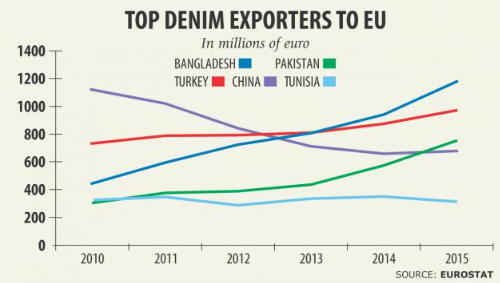 TOP DENIM EXPORTERS TO EU
In millions of euro
BANGLADESH PAKISTAN
TURKEY CHINA TUNISIA
1400
1200
1000
800
600
400
200
0
2010 2011 2012 2013 2014 2015
SOURCE: EUROSTAT